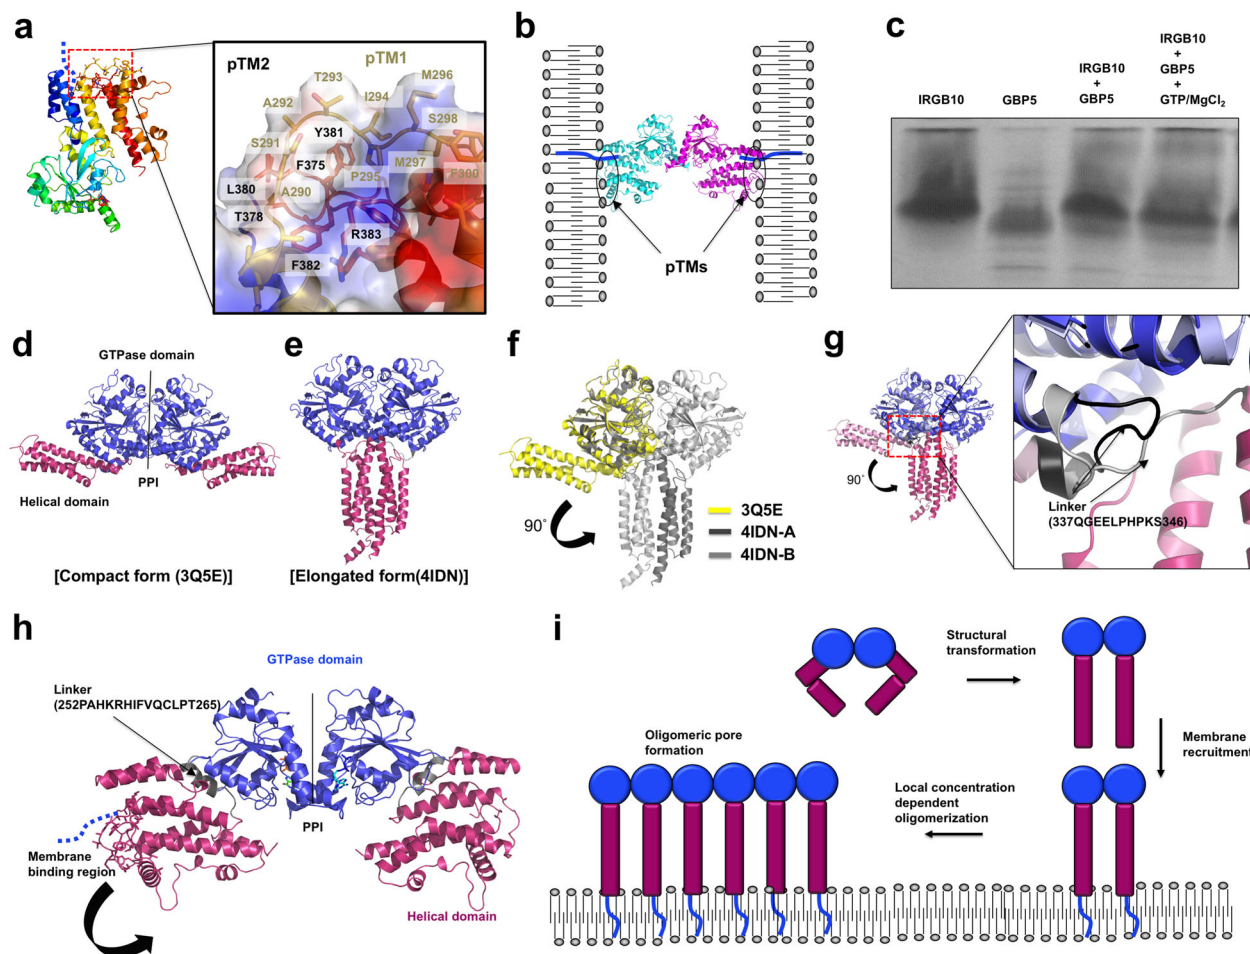 a
pTM2
pTM1
T293
M296
A292
I294
S298
Y381
S291
F375
M297
P295
F300
L380
A290
T378
R383
F382
b
pTMs
c
IRGB10
GBP5
IRGB10
+
GBP5
IRGB10
+
GBP5
+
GTP/MgCl2
d
GTPase domain
PPI
Helical domain
[Compact form (3Q5E)]
e
[Elongated form(4IDN)]
f
90°
3Q5E
4IDN-A
4IDN-B
g
90°
Linker
(337QGEELPHPKS346)
h
GTPase domain
Linker
(252PAHKRHIFVQCLPT265)
PPI
Membrane
binding region
Helical domain
i
Structural
transformation
Membrane
recruitment
Local concentration
dependent
oligomerization
Oligomeric pore
formation